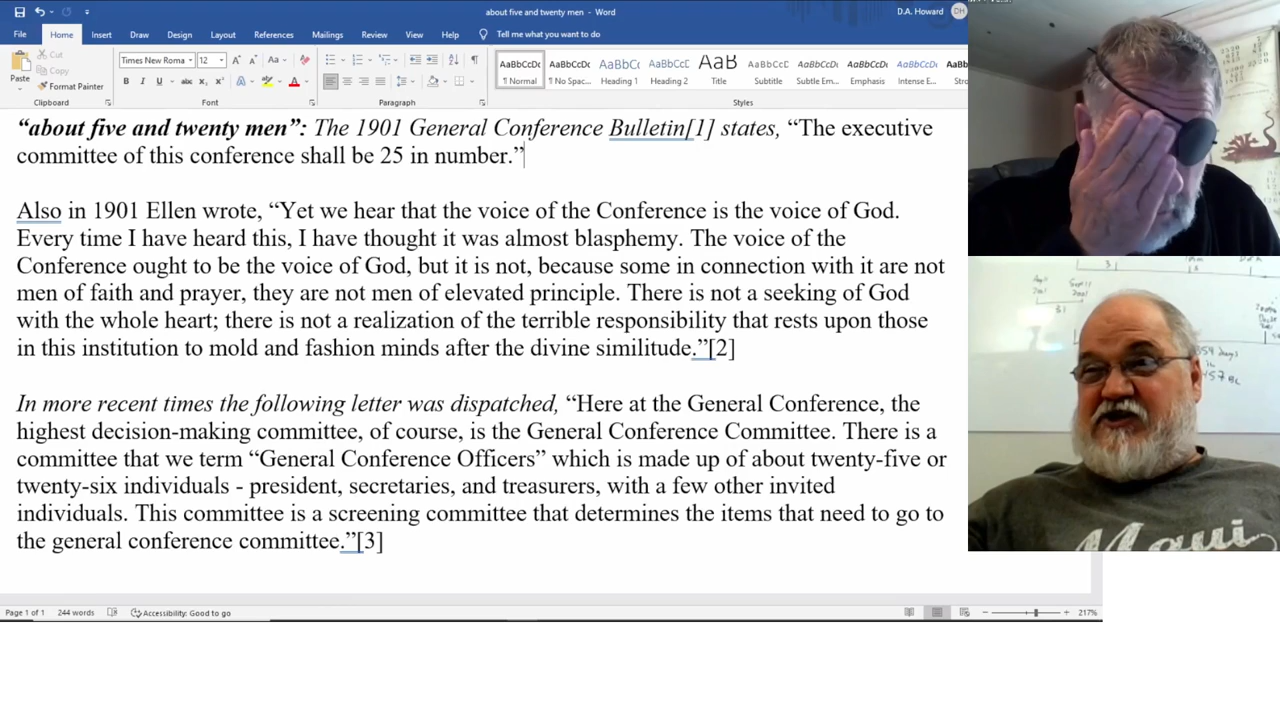 about five and twenty men - Word
D.A. Howard DH
File Home Insert Draw Design Layout References Mailings Review View Help Tell me what you want to do
Paste
Cut
Copy
Format Painter
Times New Roma 12
AaBbCcDc AaBbCcDc AaBbCc AaBbCcD AaB AaBbCcD AaBbCcDc AaBbCcDc AaBbCcDc AaBb
¶ Normal ¶ No Spac... Heading 1 Heading 2 Title Subtitle Subtle Em... Emphasis Intense E... Stro
Clipboard Font Paragraph Styles
“about five and twenty men”: The 1901 General Conference Bulletin[1] states, “The executive
committee of this conference shall be 25 in number.”
Also in 1901 Ellen wrote, “Yet we hear that the voice of the Conference is the voice of God.
Every time I have heard this, I have thought it was almost blasphemy. The voice of the
Conference ought to be the voice of God, but it is not, because some in connection with it are not
men of faith and prayer, they are not men of elevated principle. There is not a seeking of God
with the whole heart; there is not a realization of the terrible responsibility that rests upon those
in this institution to mold and fashion minds after the divine similitude.”[2]
In more recent times the following letter was dispatched, “Here at the General Conference, the
highest decision-making committee, of course, is the General Conference Committee. There is a
committee that we term “General Conference Officers” which is made up of about twenty-five or
twenty-six individuals - president, secretaries, and treasurers, with a few other invited
individuals. This committee is a screening committee that determines the items that need to go to
the general conference committee.”[3]
Page 1 of 1 244 words Accessibility: Good to go 217%
31
Maui